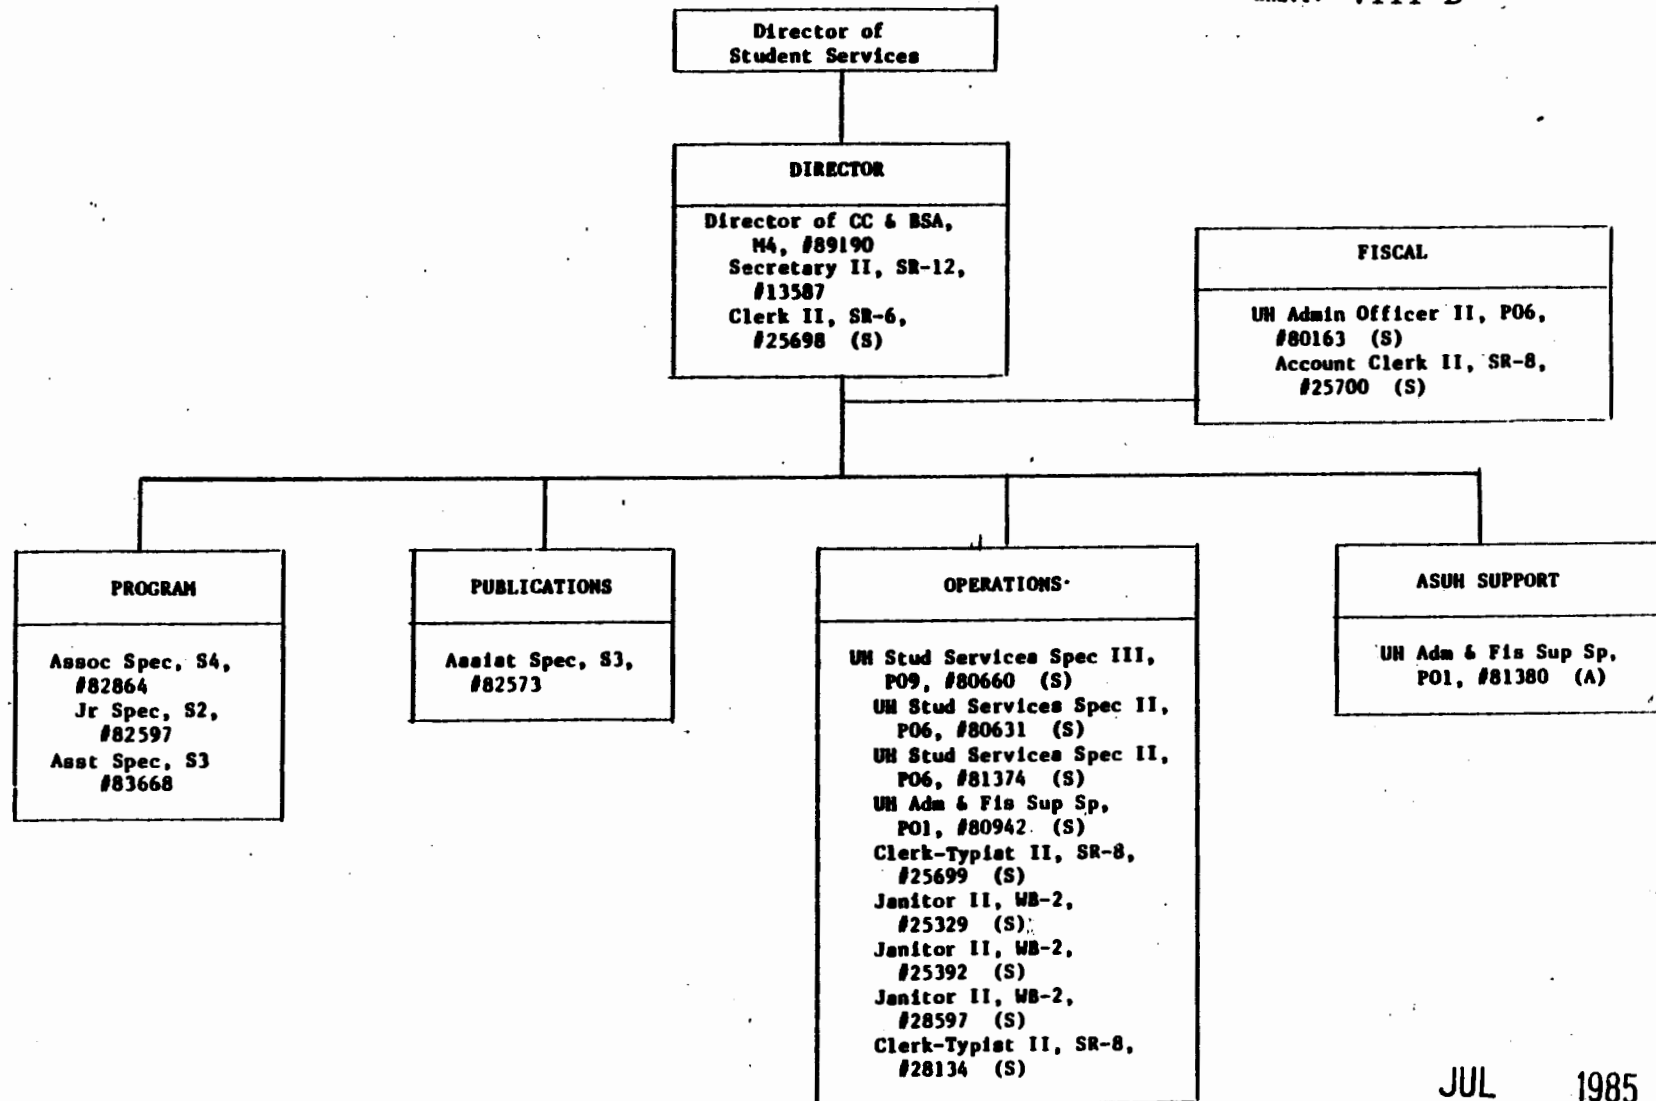 VIII B
Director of
Student Services
DIRECTOR
Director of CC & BSA,
M4, #89190
Secretary II, SR-12,
#13587
Clerk II, SR-6,
#25698 (S)
FISCAL
UH Admin Officer II, P06,
#80163 (S)
Account Clerk II, SR-8,
#25700 (S)
PROGRAM
Assoc Spec, S4,
#82864
Jr Spec, S2,
#82597
Asst Spec, S3
#83668
PUBLICATIONS
Assist Spec, S3,
#82573
OPERATIONS
UH Stud Services Spec III,
P09, #80660 (S)
UH Stud Services Spec II,
P06, #80631 (S)
UH Stud Services Spec II,
P06, #81374 (S)
UH Adm & Fis Sup Sp,
P01, #80942 (S)
Clerk-Typist II, SR-8,
#25699 (S)
Janitor II, WB-2,
#25329 (S)
Janitor II, WB-2,
#25392 (S)
Janitor II, WB-2,
#28597 (S)
Clerk-Typist II, SR-8,
#28134 (S)
ASUH SUPPORT
UH Adm & Fis Sup Sp,
P01, #81380 (A)
JUL 1985